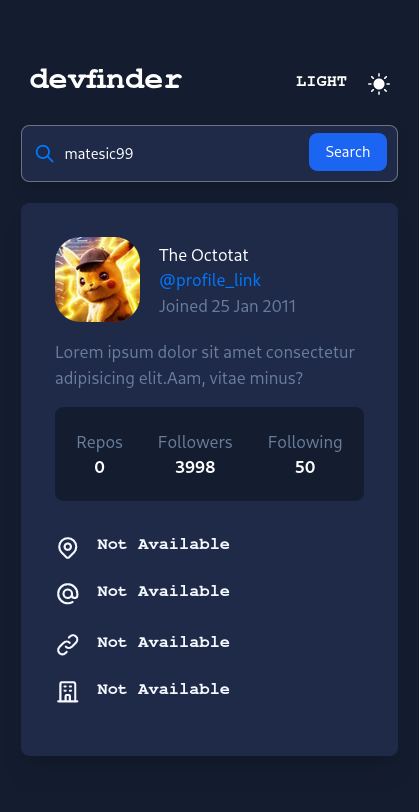 devfinder
LIGHT
matesic99
Search
The Octotat
@profile_link
Joined 25 Jan 2011
Lorem ipsum dolor sit amet consectetur
adipisicing elit.Aam, vitae minus?
Repos Followers Following
0 3998 50
Not Available
Not Available
Not Available
Not Available